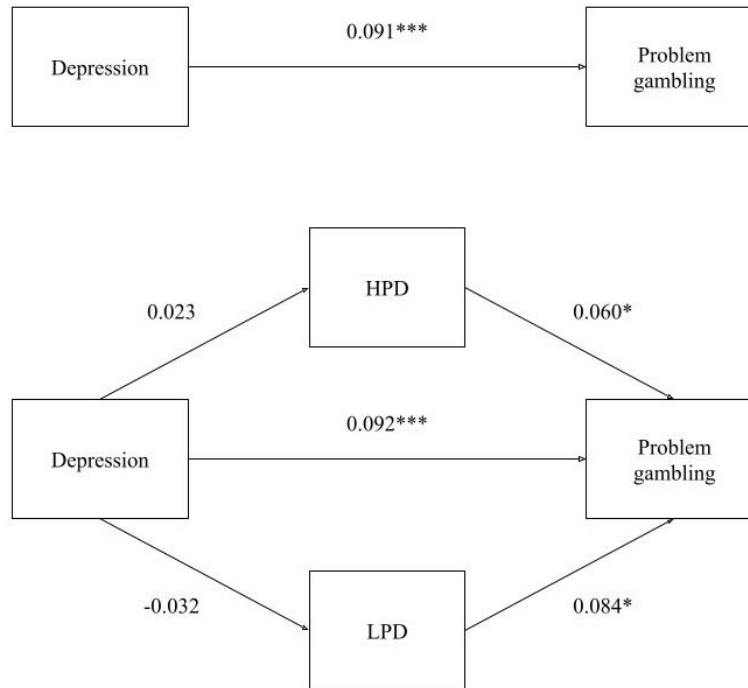 0.091***
Depression
Problem
gambling
HPD
0.023
0.060*
0.092***
Depression
Problem
gambling
-0.032
0.084*
LPD